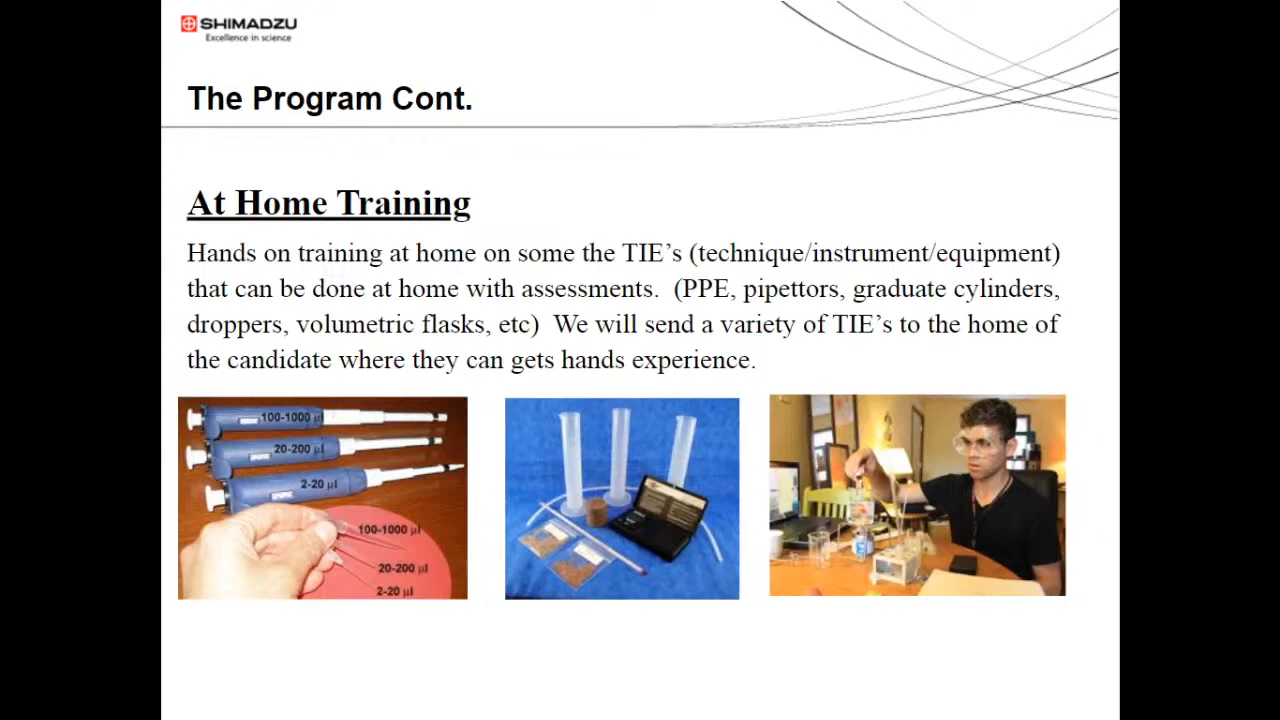 SHIMADZU
Excellence in science
The Program Cont.
At Home Training
Hands on training at home on some the TIE’s (technique/instrument/equipment)
that can be done at home with assessments.  (PPE, pipettors, graduate cylinders,
droppers, volumetric flasks, etc)  We will send a variety of TIE’s to the home of
the candidate where they can gets hands experience.
100-1000 µl
20-200 µl
2-20 µl
100-1000 µl
20-200 µl
2-20 µl